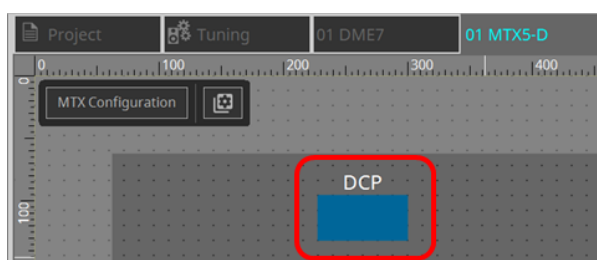 Project
Tuning
01 DME7
01 MTX5-D
0 100 200 300 400
MTX Configuration
DCP
0
100